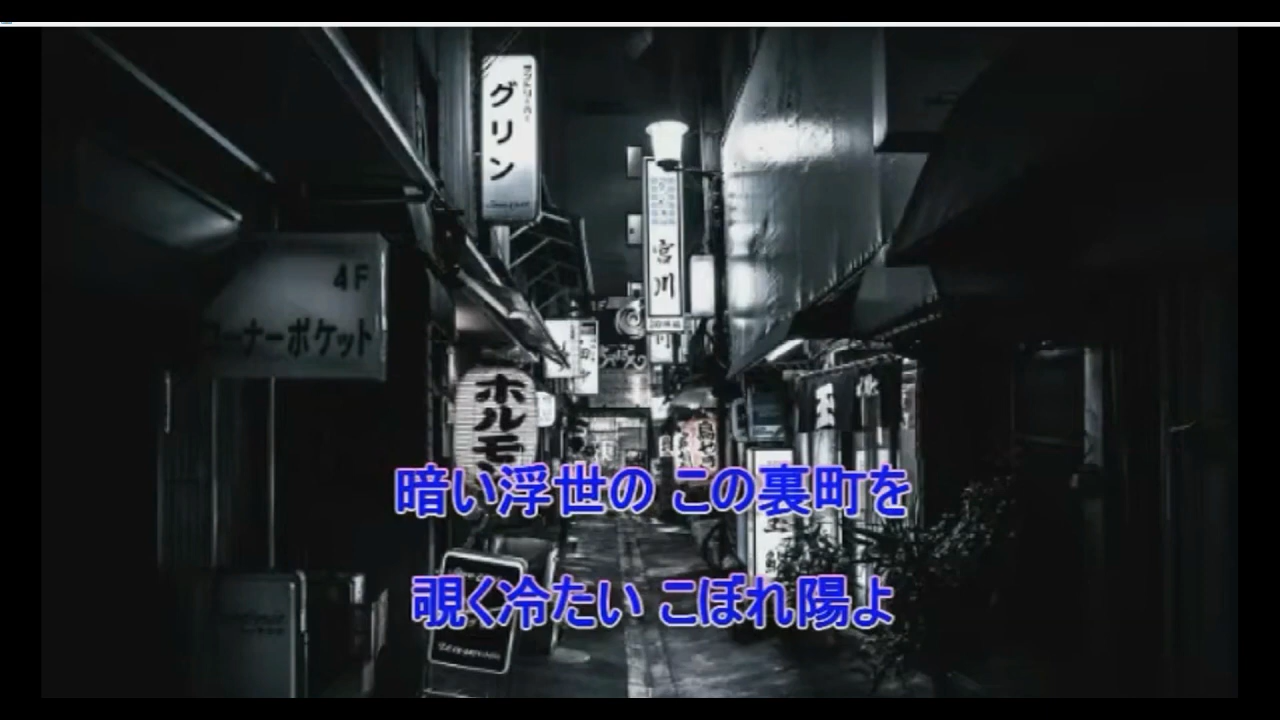 グリン
宮川
4F
コーナーポケット
ホルモ
暗い浮世の この裏町を
覗く冷たい こぼれ陽よ